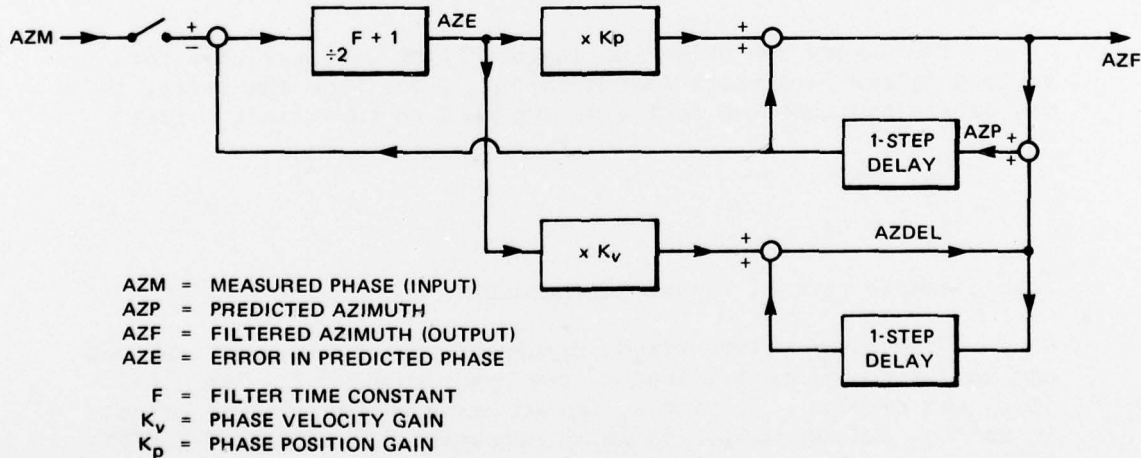 AZM
+
−
F + 1
÷2
AZE
x Kp
+
+
AZF
1-STEP
DELAY
AZP
+
+
x Kv
+
+
AZDEL
1-STEP
DELAY
AZM = MEASURED PHASE (INPUT)
AZP = PREDICTED AZIMUTH
AZF = FILTERED AZIMUTH (OUTPUT)
AZE = ERROR IN PREDICTED PHASE
F = FILTER TIME CONSTANT
Kv = PHASE VELOCITY GAIN
Kp = PHASE POSITION GAIN